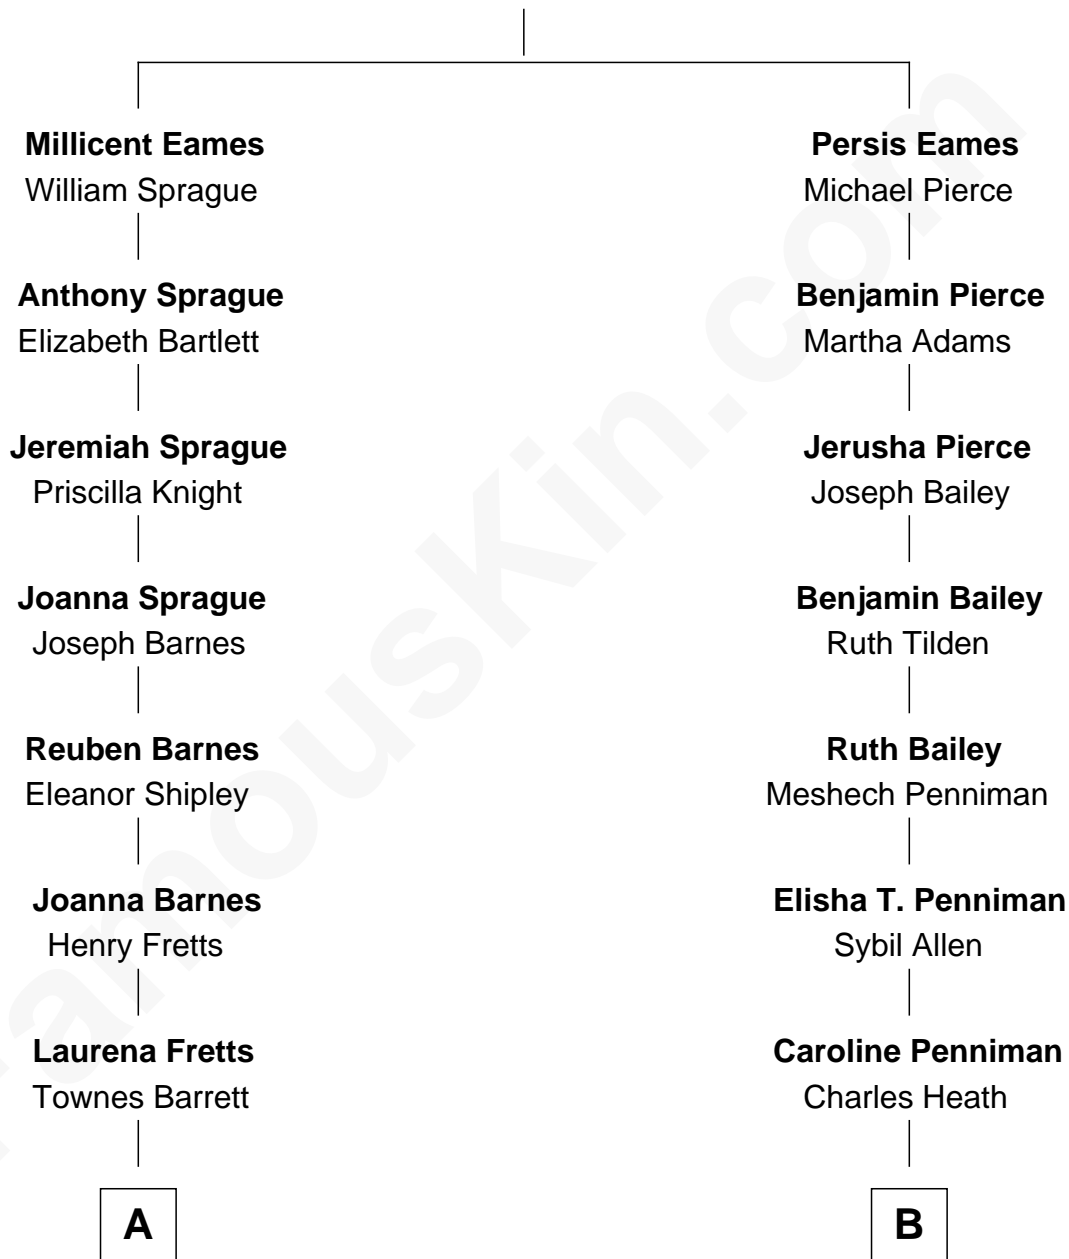 Millicent Eames
William Sprague
Anthony Sprague
Elizabeth Bartlett
Jeremiah Sprague
Priscilla Knight
Joanna Sprague
Joseph Barnes
Reuben Barnes
Eleanor Shipley
Joanna Barnes
Henry Fretts
Laurena Fretts
Townes Barrett
A
Persis Eames
Michael Pierce
Benjamin Pierce
Martha Adams
Jerusha Pierce
Joseph Bailey
Benjamin Bailey
Ruth Tilden
Ruth Bailey
Meshech Penniman
Elisha T. Penniman
Sybil Allen
Caroline Penniman
Charles Heath
B
FamousKin.com